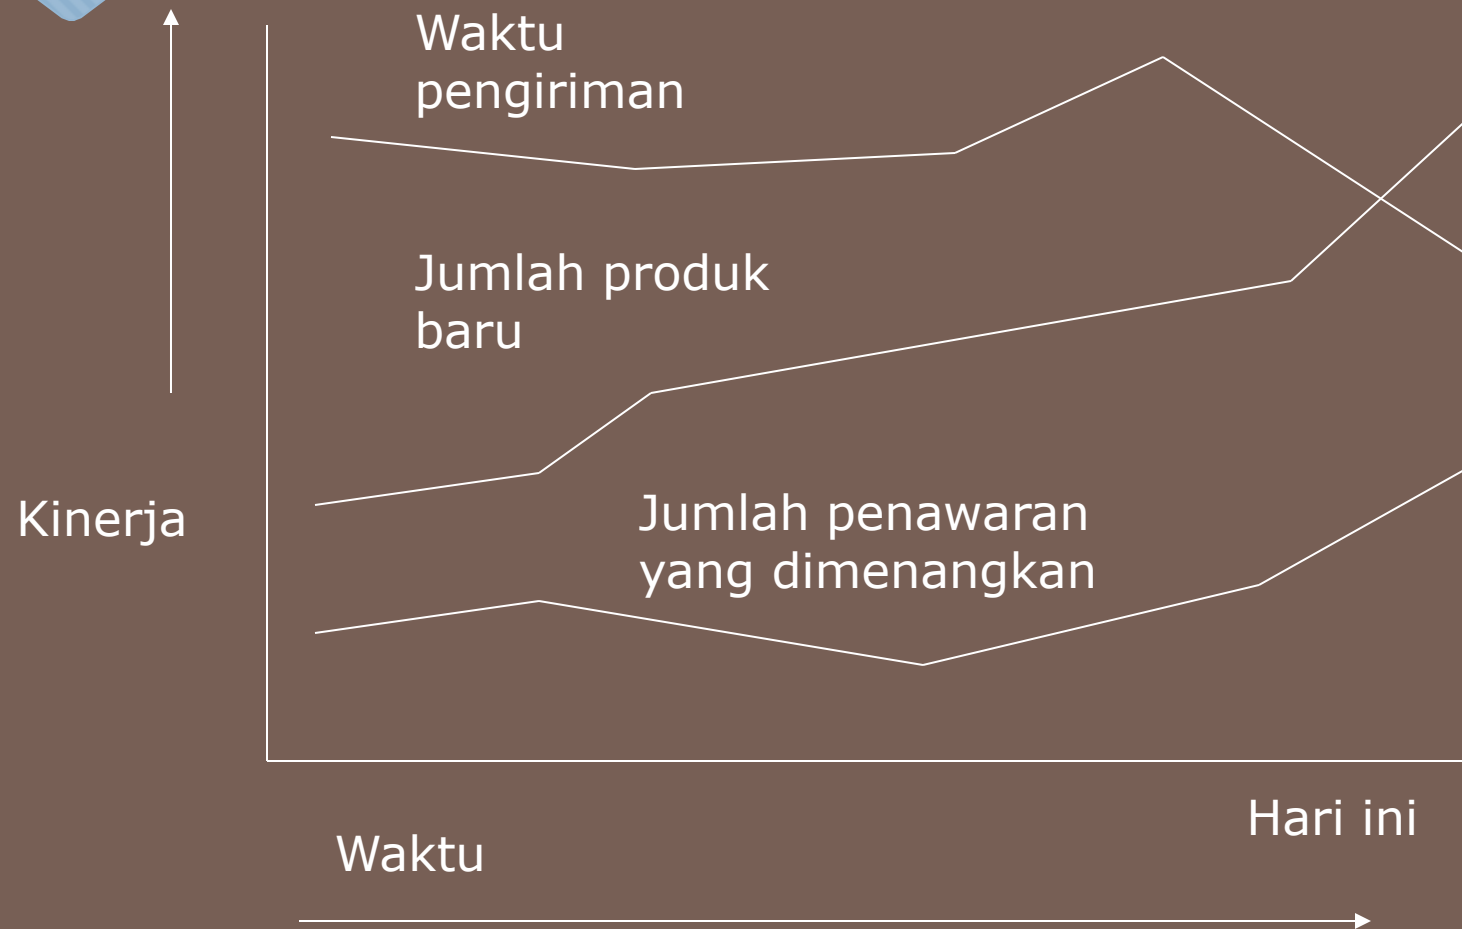 Waktu
pengiriman
Jumlah produk
baru
Kinerja
Jumlah penawaran
yang dimenangkan
Hari ini
Waktu